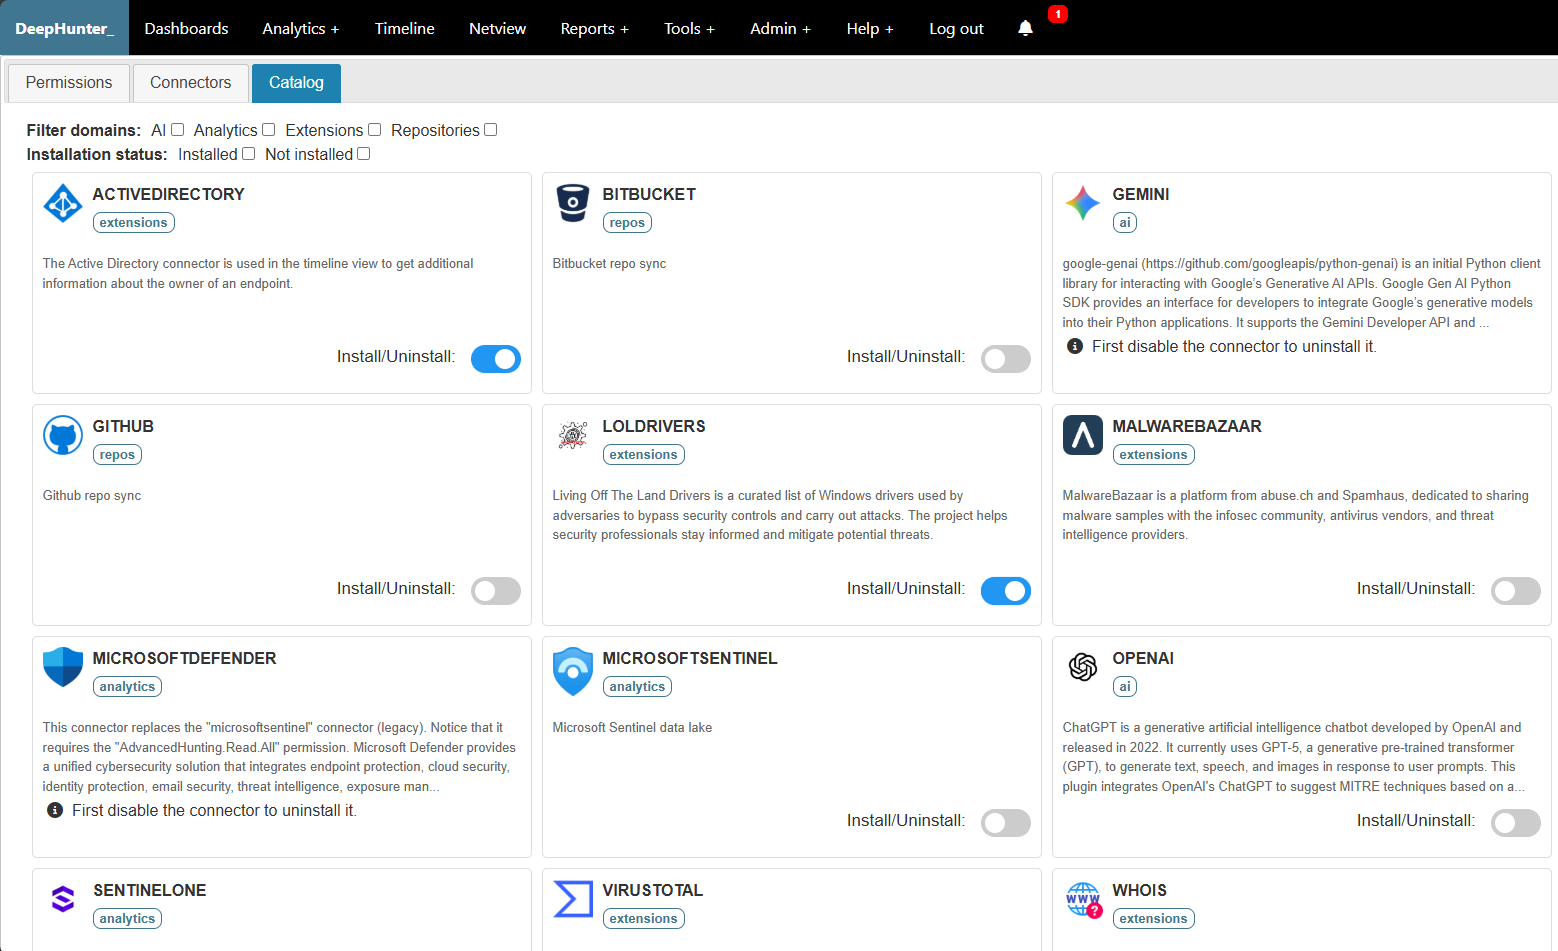 DeepHunter_ Dashboards Analytics + Timeline Netview Reports + Tools + Admin + Help + Log out 1
Permissions Connectors Catalog
Filter domains: AI Analytics Extensions Repositories
Installation status: Installed Not installed
ACTIVEDIRECTORY
extensions
The Active Directory connector is used in the timeline view to get additional
information about the owner of an endpoint.
Install/Uninstall:
BITBUCKET
repos
Bitbucket repo sync
Install/Uninstall:
GEMINI
ai
google-genai (https://github.com/googleapis/python-genai) is an initial Python client
library for interacting with Google’s Generative AI APIs. Google Gen AI Python
SDK provides an interface for developers to integrate Google’s generative models
into their Python applications. It supports the Gemini Developer API and ...
First disable the connector to uninstall it.
GITHUB
repos
Github repo sync
Install/Uninstall:
LOLDRIVERS
extensions
Living Off The Land Drivers is a curated list of Windows drivers used by
adversaries to bypass security controls and carry out attacks. The project helps
security professionals stay informed and mitigate potential threats.
Install/Uninstall:
MALWAREBAZAAR
extensions
MalwareBazaar is a platform from abuse.ch and Spamhaus, dedicated to sharing
malware samples with the infosec community, antivirus vendors, and threat
intelligence providers.
Install/Uninstall:
MICROSOFTDEFENDER
analytics
This connector replaces the "microsoftsentinel" connector (legacy). Notice that it
requires the "AdvancedHunting.Read.All" permission. Microsoft Defender provides
a unified cybersecurity solution that integrates endpoint protection, cloud security,
identity protection, email security, threat intelligence, exposure man...
First disable the connector to uninstall it.
MICROSOFTSENTINEL
analytics
Microsoft Sentinel data lake
Install/Uninstall:
OPENAI
ai
ChatGPT is a generative artificial intelligence chatbot developed by OpenAI and
released in 2022. It currently uses GPT-5, a generative pre-trained transformer
(GPT), to generate text, speech, and images in response to user prompts. This
plugin integrates OpenAI's ChatGPT to suggest MITRE techniques based on a...
Install/Uninstall:
SENTINELONE
analytics
VIRUSTOTAL
extensions
WWW
?
WHOIS
extensions